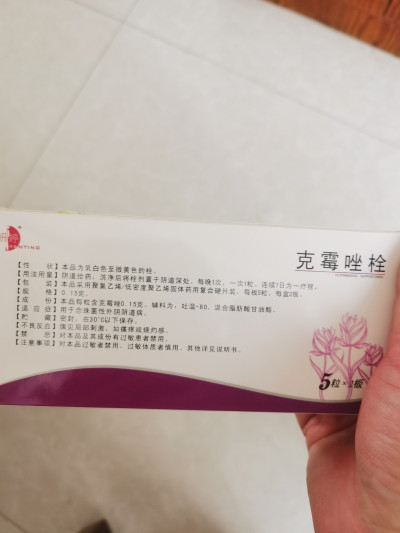 克霉唑栓
【性 状】本品为乳白色至微黄色的栓。
【用法用量】阴道给药，洗净后将栓剂置于阴道深处，每晚1次，一次1粒，连续7日为一疗程。
【包 装】本品采用聚氯乙烯/低密度聚乙烯固体药用复合硬片装，每板5粒，每盒2板。
【规 格】0.15克。
【成 份】本品每粒含克霉唑0.15克。辅料为，吐温-80、混合脂肪酸甘油酯。
【适 应 症】用于念珠菌性外阴阴道病。
【贮 藏】密封，在30℃以下保存。
【不良反应】偶见局部刺激，如瘙痒或烧灼感。
【禁 忌】对本品及其成份有过敏患者禁用。
【注意事项】对本品过敏者禁用，过敏体质者慎用，其他详见说明书。
5粒×2板